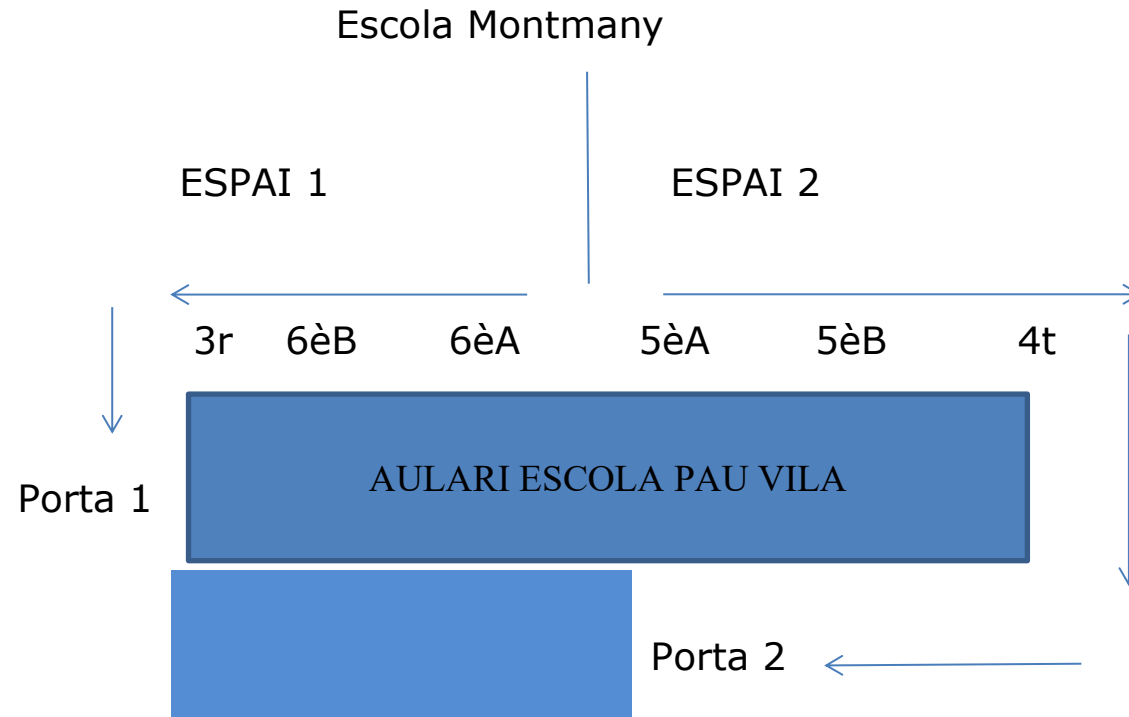 Escola Montmany
ESPAI 1 ESPAI 2
3r 6èB 6èA 5èA 5èB 4t
AULARI ESCOLA PAU VILA
Porta 1
Porta 2